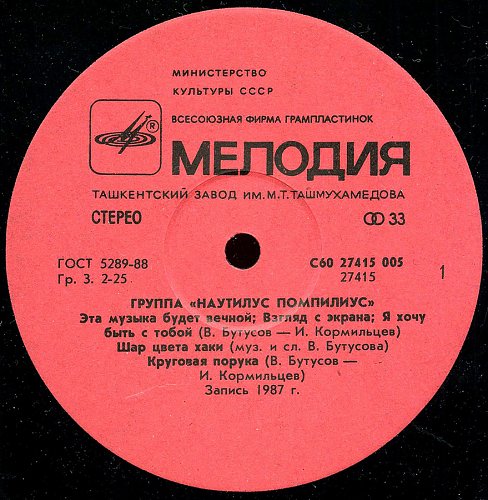 МИНИСТЕРСТВО
КУЛЬТУРЫ СССР
ВСЕСОЮЗНАЯ ФИРМА ГРАМПЛАСТИНОК
®
МЕЛОДИЯ
ТАШКЕНТСКИЙ ЗАВОД ИМ. М.Т.ТАШМУХАМЕДОВА
СТЕРЕО 33
ГОСТ 5289-88 С60 27415 005
Гр. 3. 2-25 27415 1
ГРУППА «НАУТИЛУС ПОМПИЛИУС»
Эта музыка будет вечной; Взгляд с экрана; Я хочу
быть с тобой (В. Бутусов — И. Кормильцев)
Шар цвета хаки (муз. и сл. В. Бутусова)
Круговая порука (В. Бутусов —
И. Кормильцев)
Запись 1987 г.